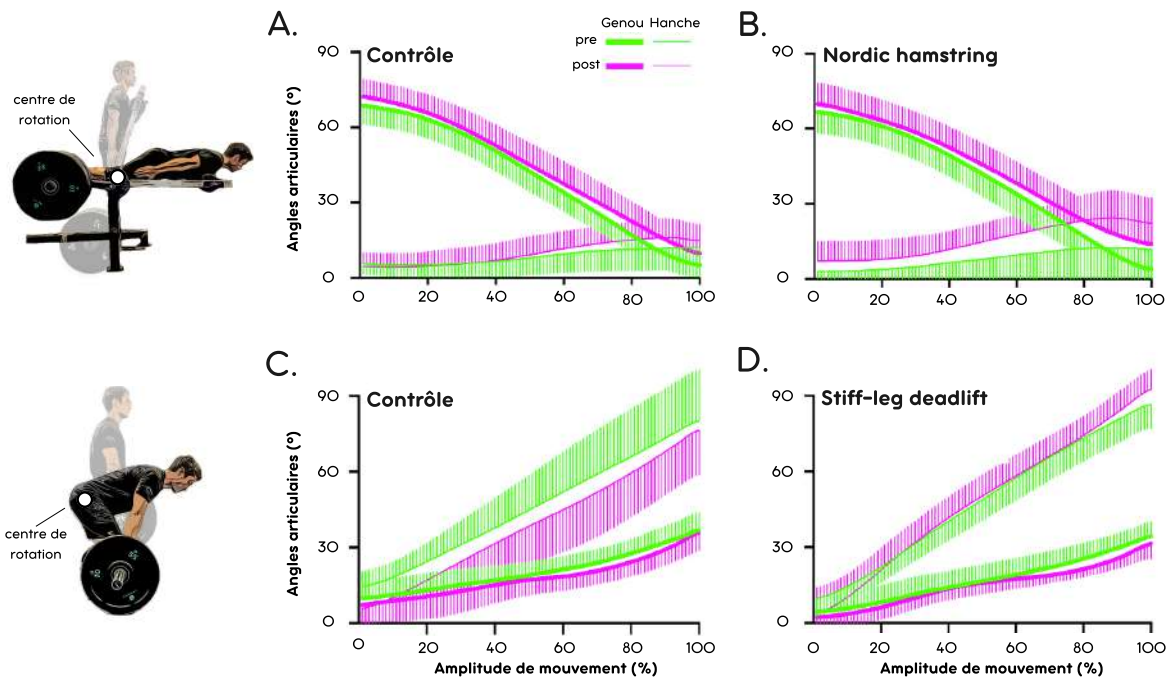 A.
Contrôle
Genou Hanche
pre
post
90
60
30
0
Angles articulaires (°)
0 20 40 60 80 100
B.
Nordic hamstring
90
60
30
0
0 20 40 60 80 100
centre de
rotation
C.
Contrôle
90
60
30
0
Angles articulaires (°)
0 20 40 60 80 100
Amplitude de mouvement (%)
D.
Stiff-leg deadlift
90
60
30
0
0 20 40 60 80 100
Amplitude de mouvement (%)
centre de
rotation